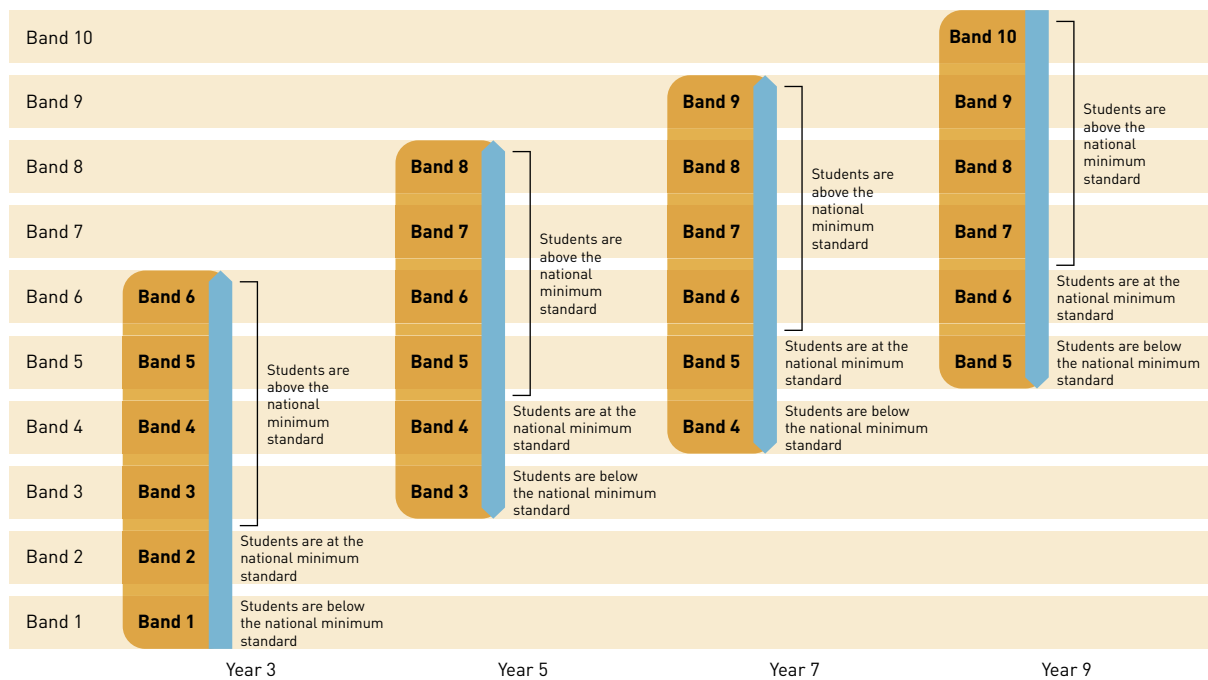 Band 10
Band 9
Band 8
Band 7
Band 6
Band 5
Band 4
Band 3
Band 2
Band 1
Band 6
Band 5
Band 4
Band 3
Band 2
Band 1
Students are
above the
national
minimum
standard
Students are at the
national minimum
standard
Students are below
the national minimum
standard
Year 3
Band 8
Band 7
Band 6
Band 5
Band 4
Band 3
Students are
above the
national
minimum
standard
Students are at the
national minimum
standard
Students are below
the national minimum
standard
Year 5
Band 9
Band 8
Band 7
Band 6
Band 5
Band 4
Students are
above the
national
minimum
standard
Students are at the
national minimum
standard
Students are below
the national minimum
standard
Year 7
Band 10
Band 9
Band 8
Band 7
Band 6
Band 5
Students are
above the
national
minimum
standard
Students are at the
national minimum
standard
Students are below
the national minimum
standard
Year 9